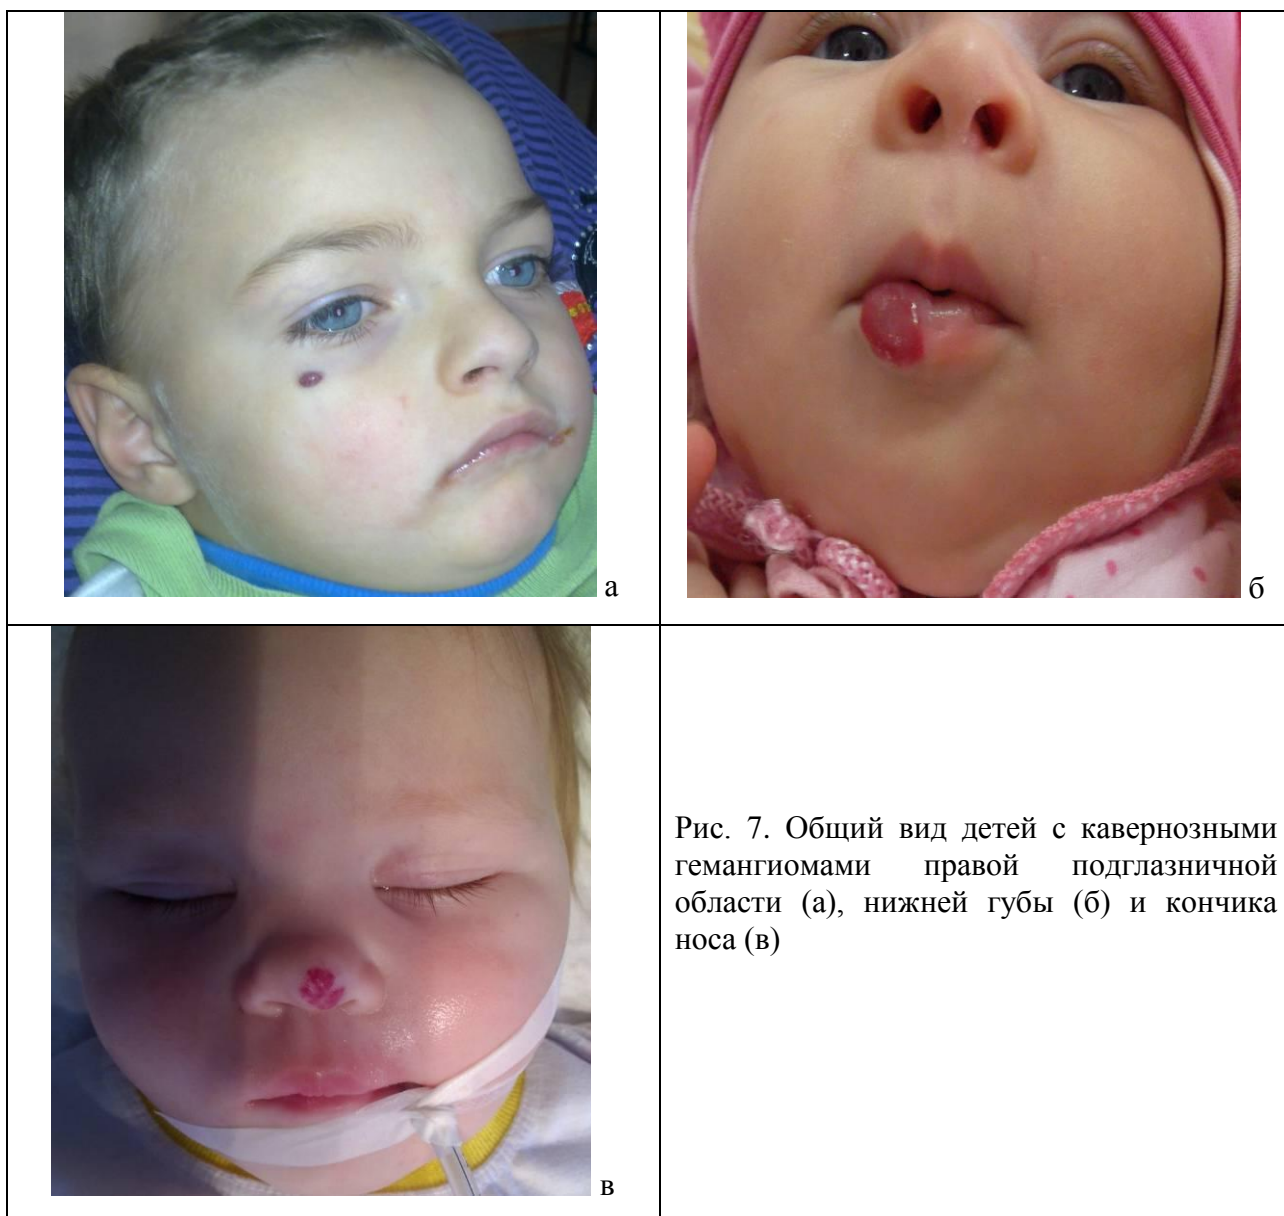 а
б
в
Рис. 7. Общий вид детей с кавернозными
гемангиомами правой подглазничной
области (а), нижней губы (б) и кончика
носа (в)